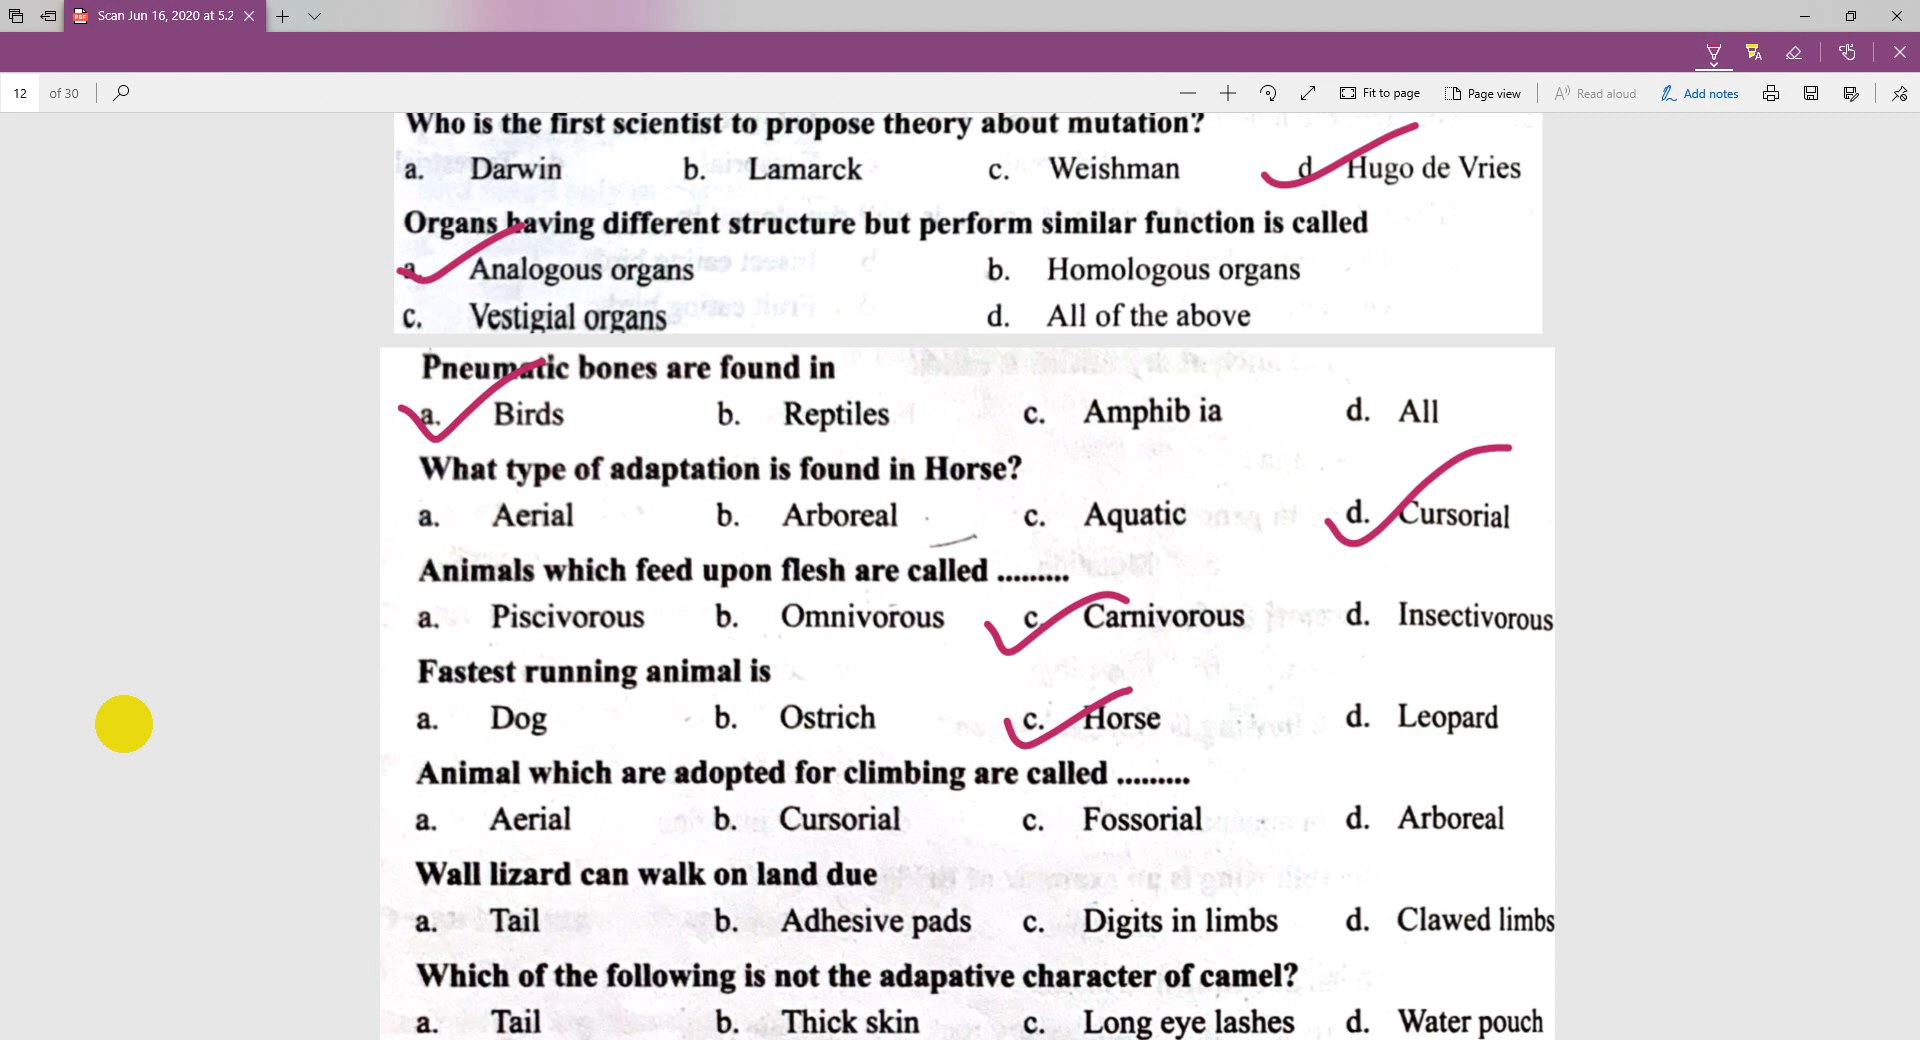 Scan Jun 16, 2020 at 5.2
12 of 30
Fit to page
Page view
Read aloud
Add notes
Who is the first scientist to propose theory about mutation?
a. Darwin b. Lamarck c. Weishman d. Hugo de Vries
Organs having different structure but perform similar function is called
a. Analogous organs b. Homologous organs
c. Vestigial organs d. All of the above
Pneumatic bones are found in
a. Birds b. Reptiles c. Amphib ia d. All
What type of adaptation is found in Horse?
a. Aerial b. Arboreal c. Aquatic d. Cursorial
Animals which feed upon flesh are called .........
a. Piscivorous b. Omnivorous c. Carnivorous d. Insectivorous
Fastest running animal is
a. Dog b. Ostrich c. Horse d. Leopard
Animal which are adopted for climbing are called .........
a. Aerial b. Cursorial c. Fossorial d. Arboreal
Wall lizard can walk on land due
a. Tail b. Adhesive pads c. Digits in limbs d. Clawed limbs
Which of the following is not the adapative character of camel?
a. Tail b. Thick skin c. Long eye lashes d. Water pouch